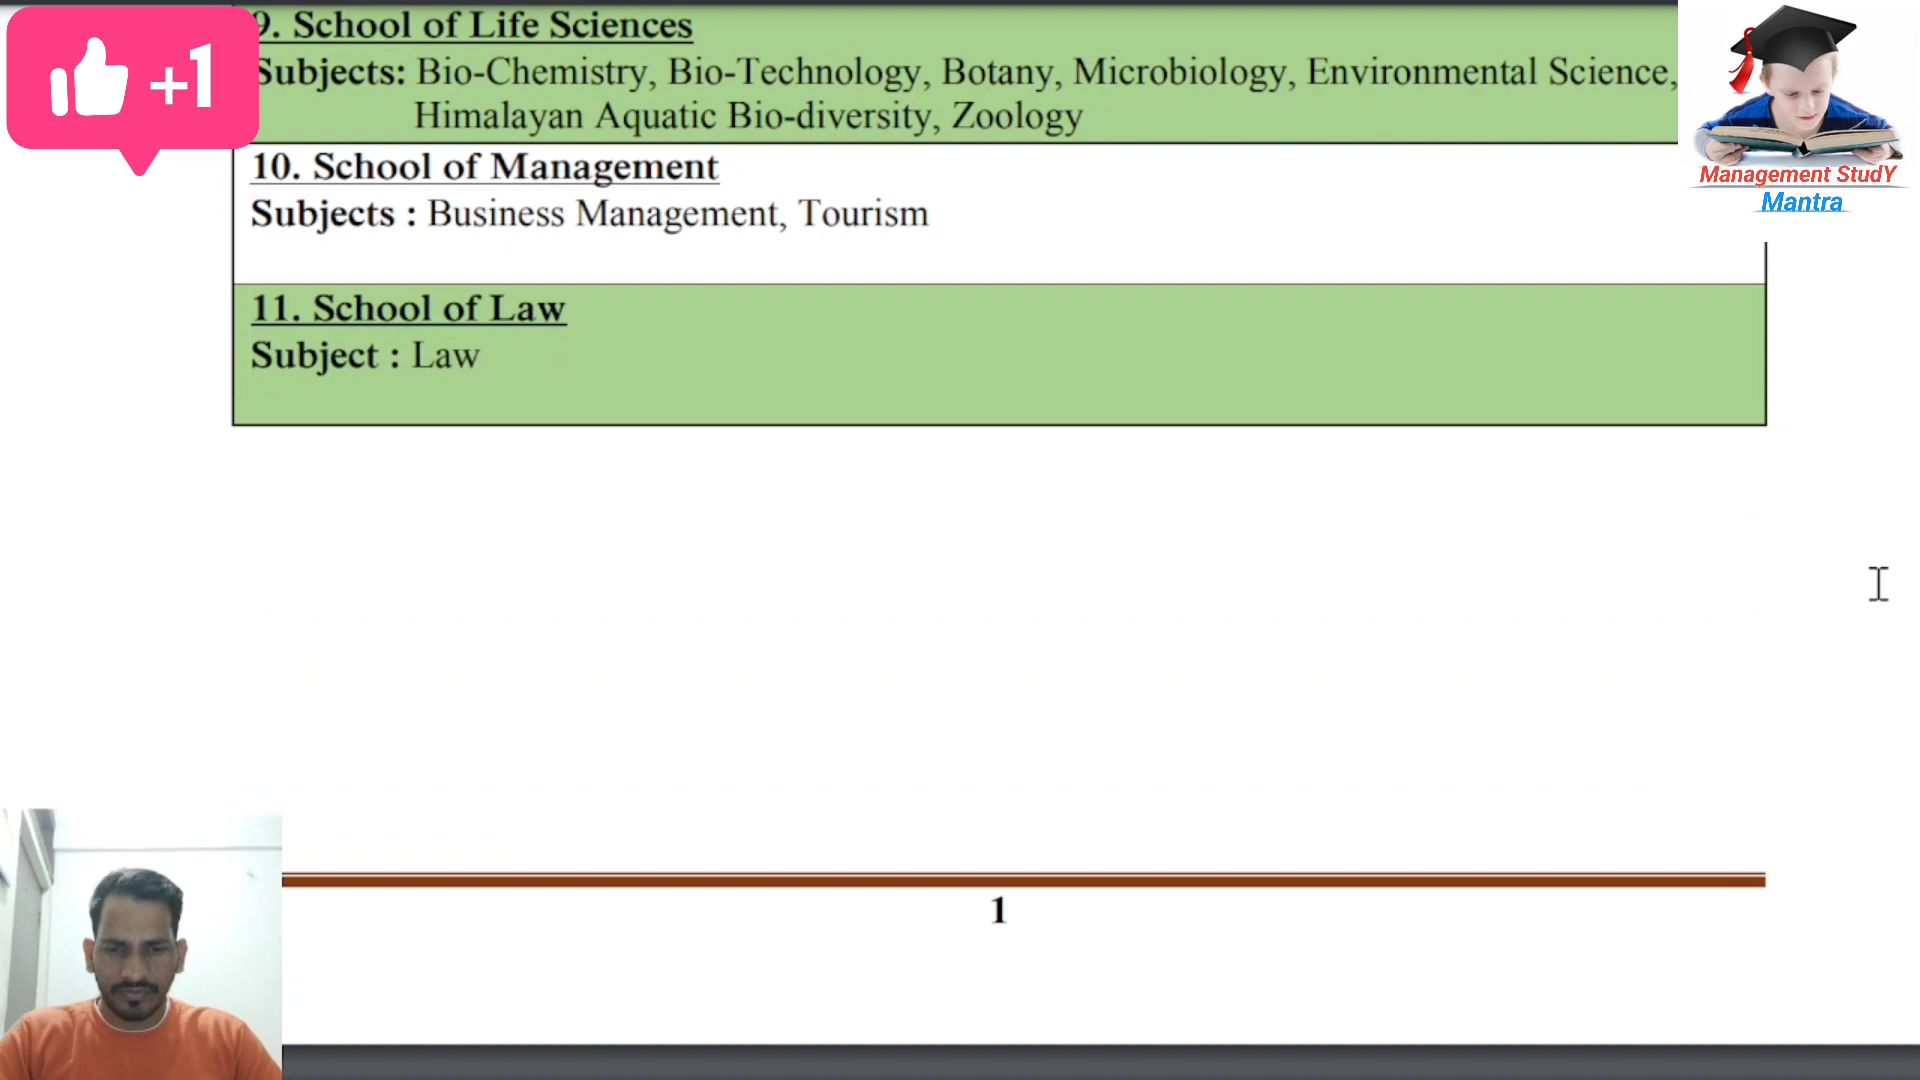 +1
9. School of Life Sciences
Subjects: Bio-Chemistry, Bio-Technology, Botany, Microbiology, Environmental Science,
Himalayan Aquatic Bio-diversity, Zoology
10. School of Management
Subjects : Business Management, Tourism
11. School of Law
Subject : Law
Management StudY
Mantra
1